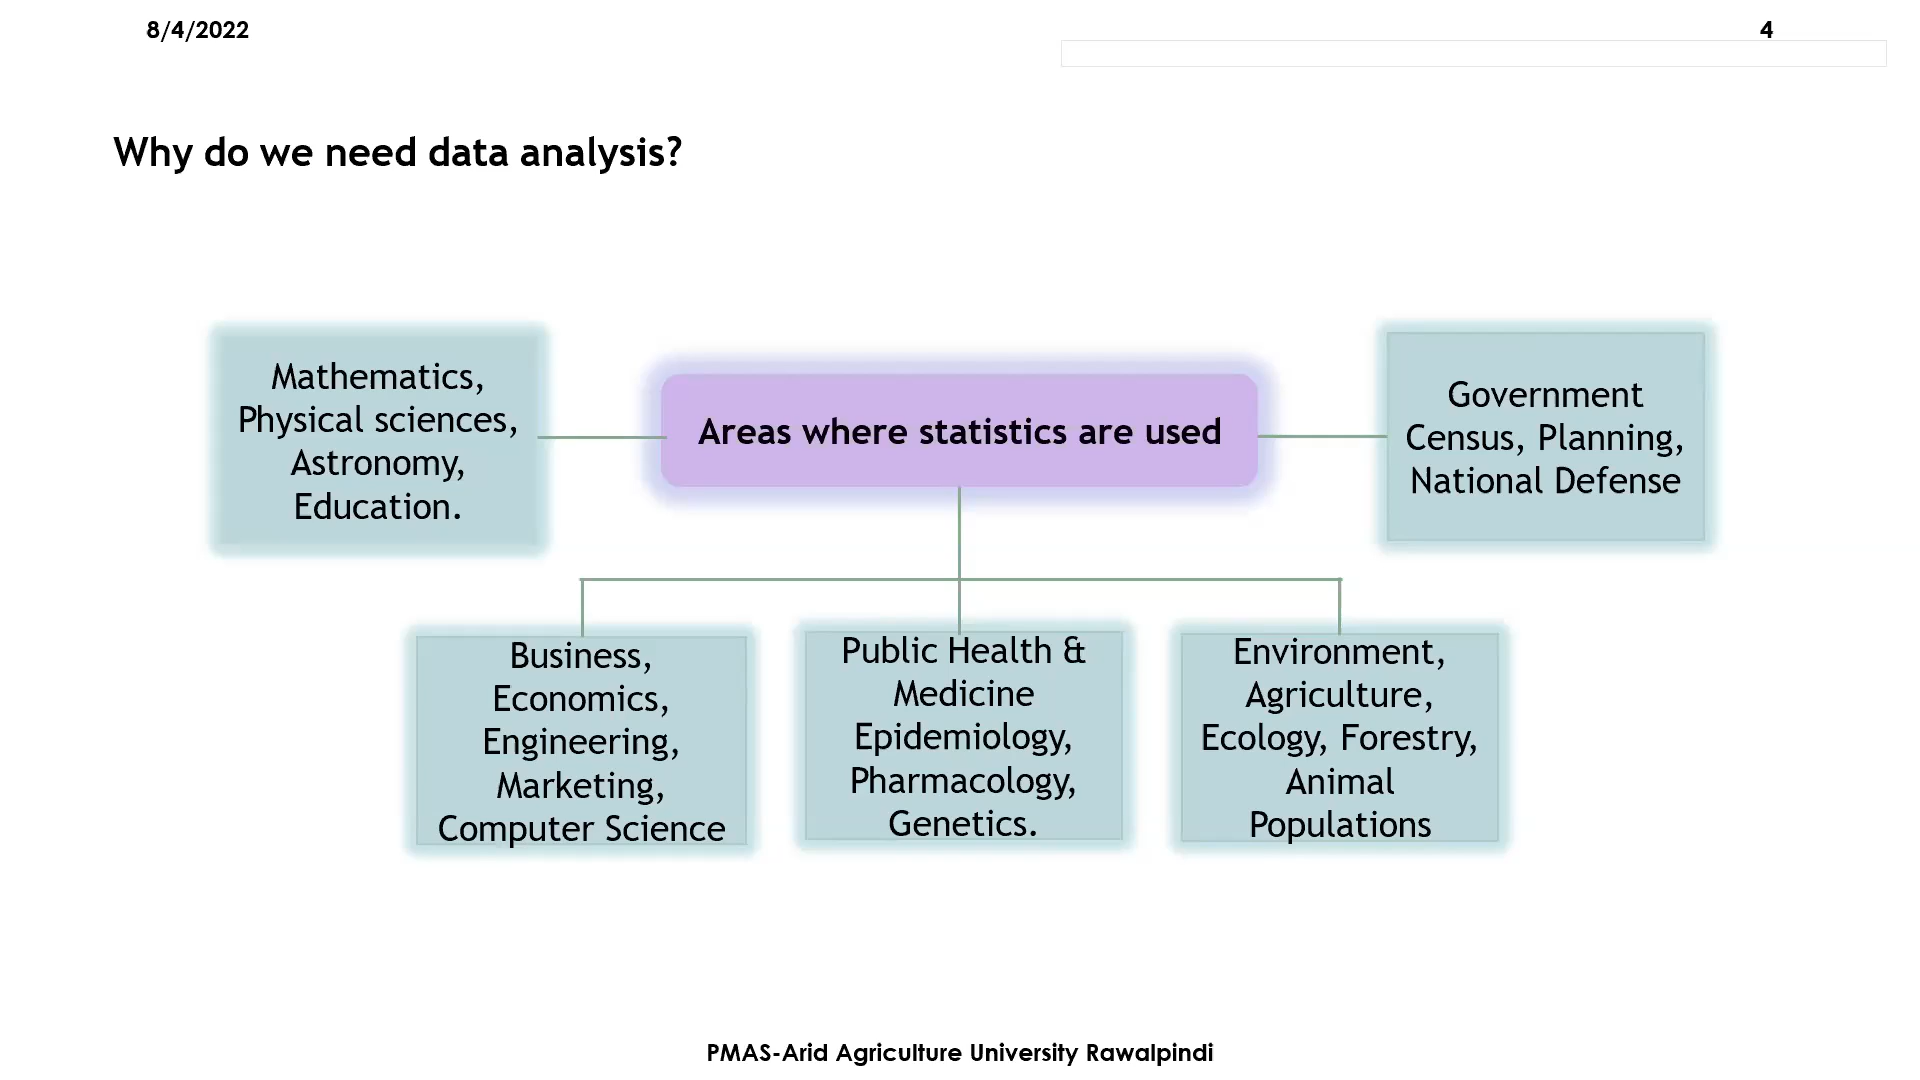 8/4/2022
4
Why do we need data analysis?
Mathematics,
Physical sciences,
Astronomy,
Education.
Areas where statistics are used
Government
Census, Planning,
National Defense
Business,
Economics,
Engineering,
Marketing,
Computer Science
Public Health &
Medicine
Epidemiology,
Pharmacology,
Genetics.
Environment,
Agriculture,
Ecology, Forestry,
Animal
Populations
PMAS-Arid Agriculture University Rawalpindi